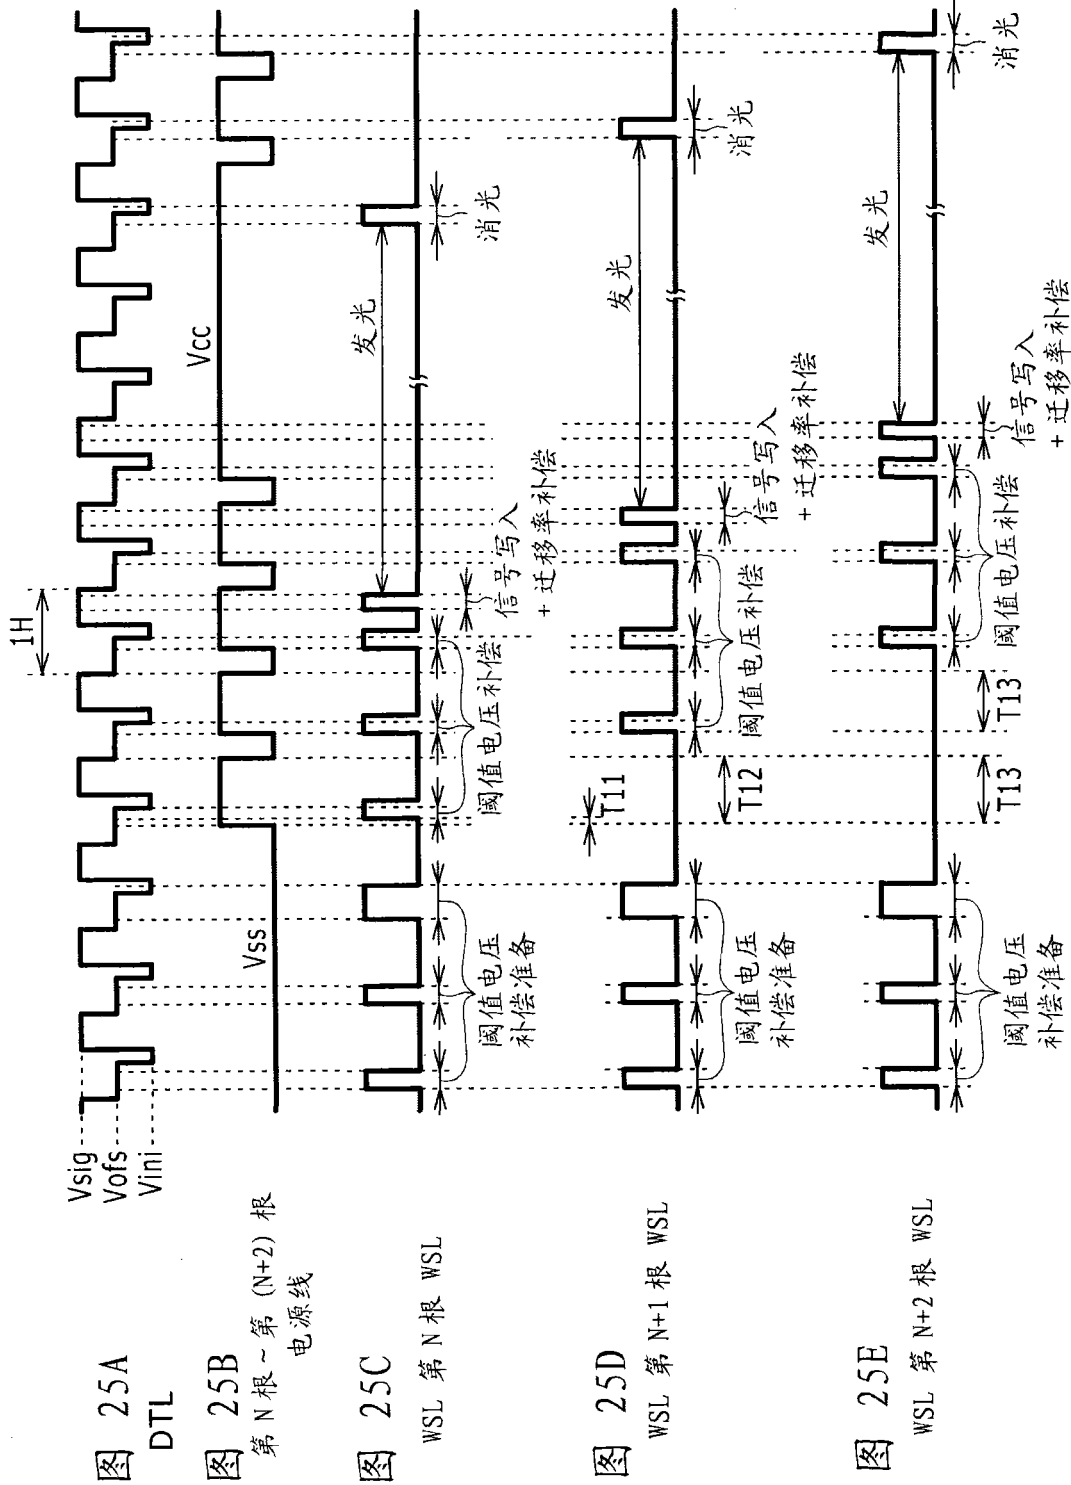 图 25A
DTL
Vsig
Vofs
Vini
1H
图 25B
第N根~第 (N+2) 根
电源线
Vss
Vcc
图 25C
WSL 第N根 WSL
阈值电压
补偿准备
阈值电压补偿
信号写入
+ 迁移率补偿
发光
消光
图 25D
WSL 第 N+1根 WSL
阈值电压
补偿准备
T11
T12
阈值电压补偿
信号写入
+ 迁移率补偿
发光
消光
图 25E
WSL 第 N+2根 WSL
阈值电压
补偿准备
T13
T13
阈值电压补偿
信号写入
+ 迁移率补偿
发光
消光